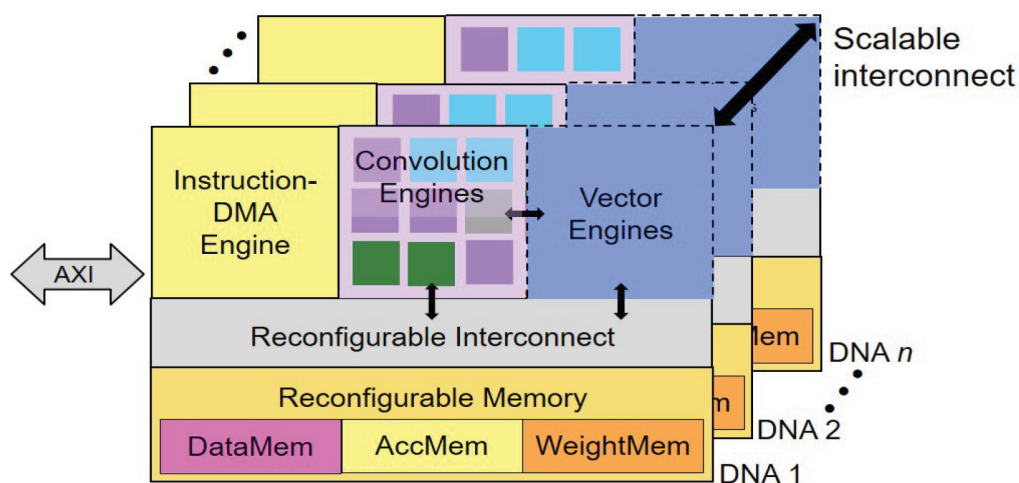 Scalable
interconnect
Instruction-
DMA
Engine
Convolution
Engines
Vector
Engines
AXI
Reconfigurable Interconnect
Reconfigurable Memory
DataMem
AccMem
WeightMem
DNA 1
DNA 2
DNA n